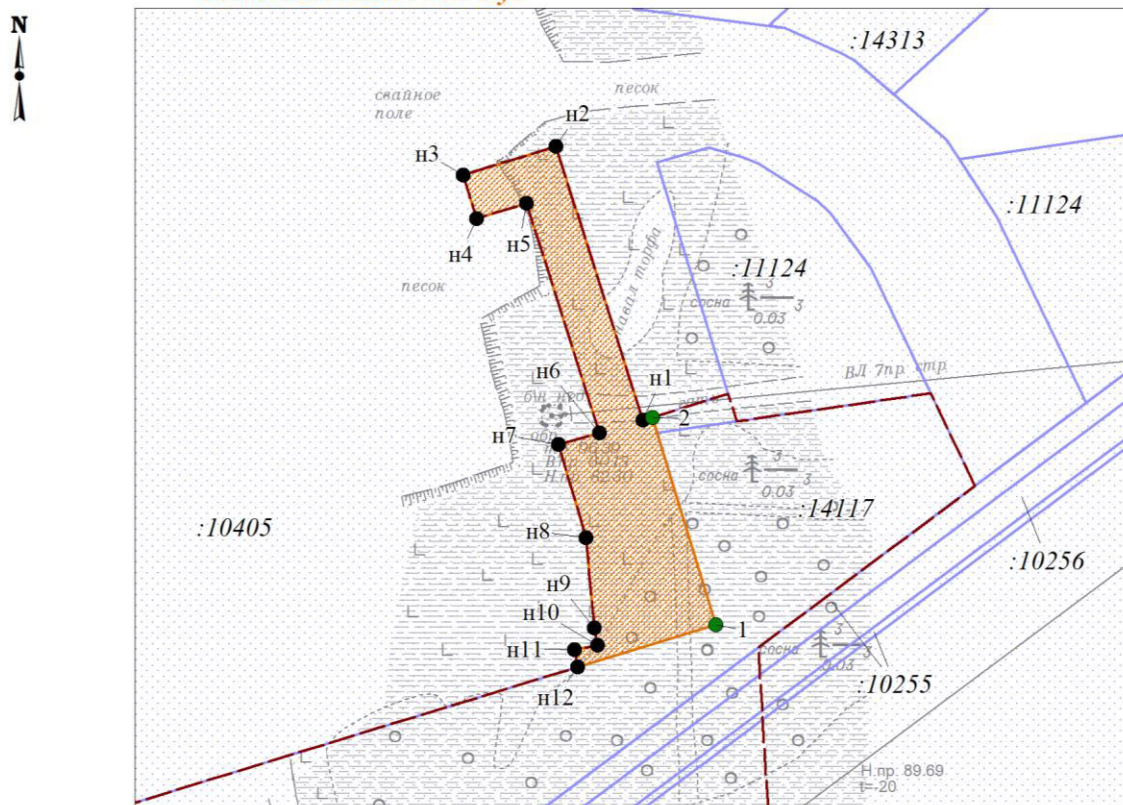 N
:14313
свайное
поле
песок
н2
н3
:11124
н5
н4
навал торфа
:11124
песок
сосна 3
0.03 3
н6
н1
ВЛ 7пр стр
2
н7
сосна 3
0.03 3
:14117
:10405
н8
:10256
н9
н10
1
н11
сосна 3
0.03 3
:10255
н12
Н.пр. 89.69
t=-20